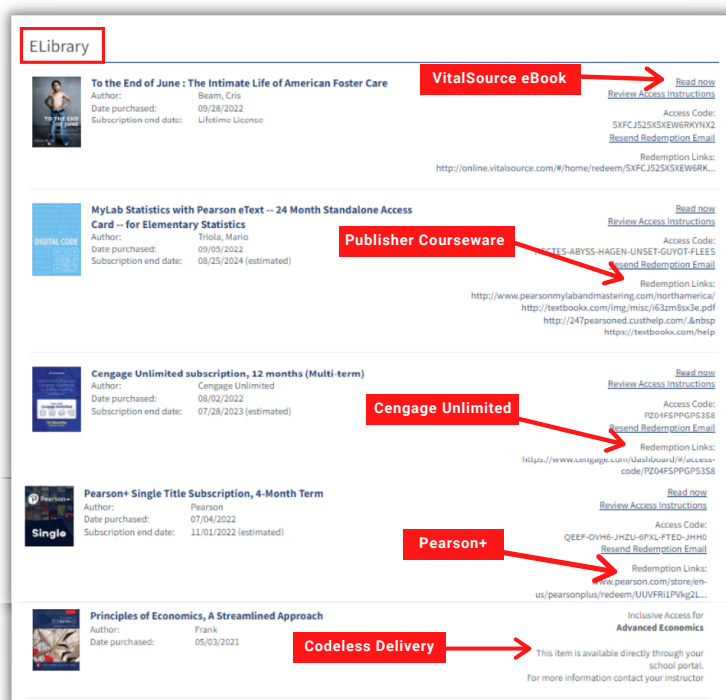 ELibrary
To the End of June : The Intimate Life of American Foster Care
Author: Beam, Cris
Date purchased: 09/28/2022
Subscription end date: Lifetime License
TO THE END
OF JUNE
VitalSource eBook
Read now
Review Access Instructions
Access Code:
5XFCJ525X5XEW6RKYNX2
Resend Redemption Email
Redemption Links:
http://online.vitalsource.com/#/home/redeem/5XFCJ525X5XEW6RK...
MyLab Statistics with Pearson eText -- 24 Month Standalone Access
Card -- for Elementary Statistics
Author: Triola, Mario
Date purchased: 09/05/2022
Subscription end date: 08/25/2024 (estimated)
DIGITAL CODE
Publisher Courseware
Read now
Review Access Instructions
Access Code:
-ABYSS-HAGEN-UNSET-GUYOT-FLEES
Resend Redemption Email
Redemption Links:
http://www.pearsonmylabandmastering.com/northamerica/
http://textbookx.com/img/misc/i63zm8sx3e.pdf
http://247pearsoned.custhelp.com/.&nbsp
https://textbookx.com/help
Cengage Unlimited subscription, 12 months (Multi-term)
Author: Cengage Unlimited
Date purchased: 08/02/2022
Subscription end date: 07/28/2023 (estimated)
Cengage Unlimited
Read now
Review Access Instructions
Access Code:
PZ04FSPPGP53S8
Resend Redemption Email
Redemption Links:
https://www.cengage.com/dashboard/#/access-
code/PZ04FSPPGP53S8
Pearson+ Single Title Subscription, 4-Month Term
Author: Pearson
Date purchased: 07/04/2022
Subscription end date: 11/01/2022 (estimated)
Pearson+
Single
Pearson+
Read now
Review Access Instructions
Access Code:
QEEF-OVH6-JHZU-6PXL-FTED-JHH0
Resend Redemption Email
Redemption Links:
www.pearson.com/store/en-
us/pearsonplus/redeem/UUVFRi1PVkg2L...
Principles of Economics, A Streamlined Approach
Author: Frank
Date purchased: 05/03/2021
Codeless Delivery
Inclusive Access for
Advanced Economics
This item is available directly through your
school portal.
For more information contact your instructor